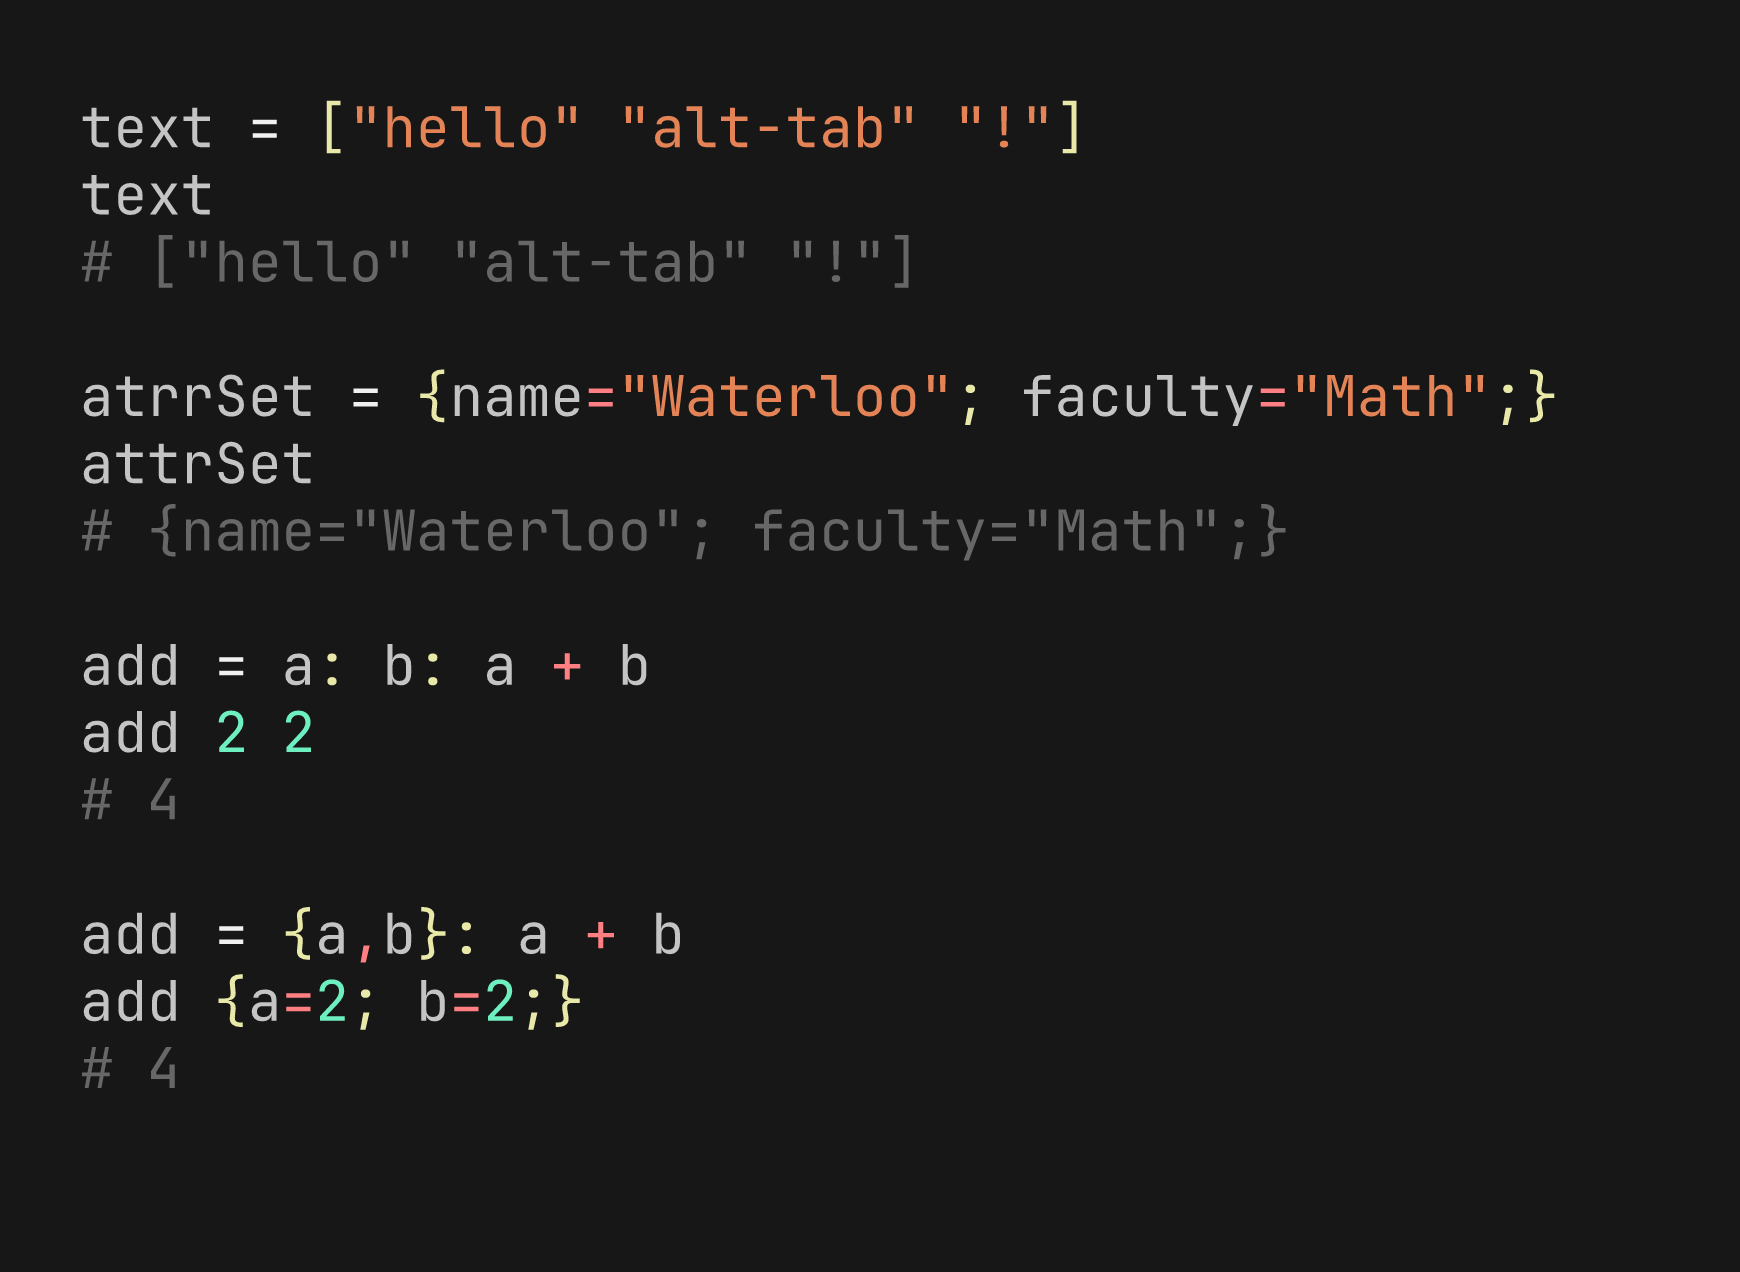 text = ["hello" "alt-tab" "!"]
text
# ["hello" "alt-tab" "!"]
atrrSet = {name="Waterloo"; faculty="Math";}
attrSet
# {name="Waterloo"; faculty="Math";}
add = a: b: a + b
add 2 2
# 4
add = {a,b}: a + b
add {a=2; b=2;}
# 4